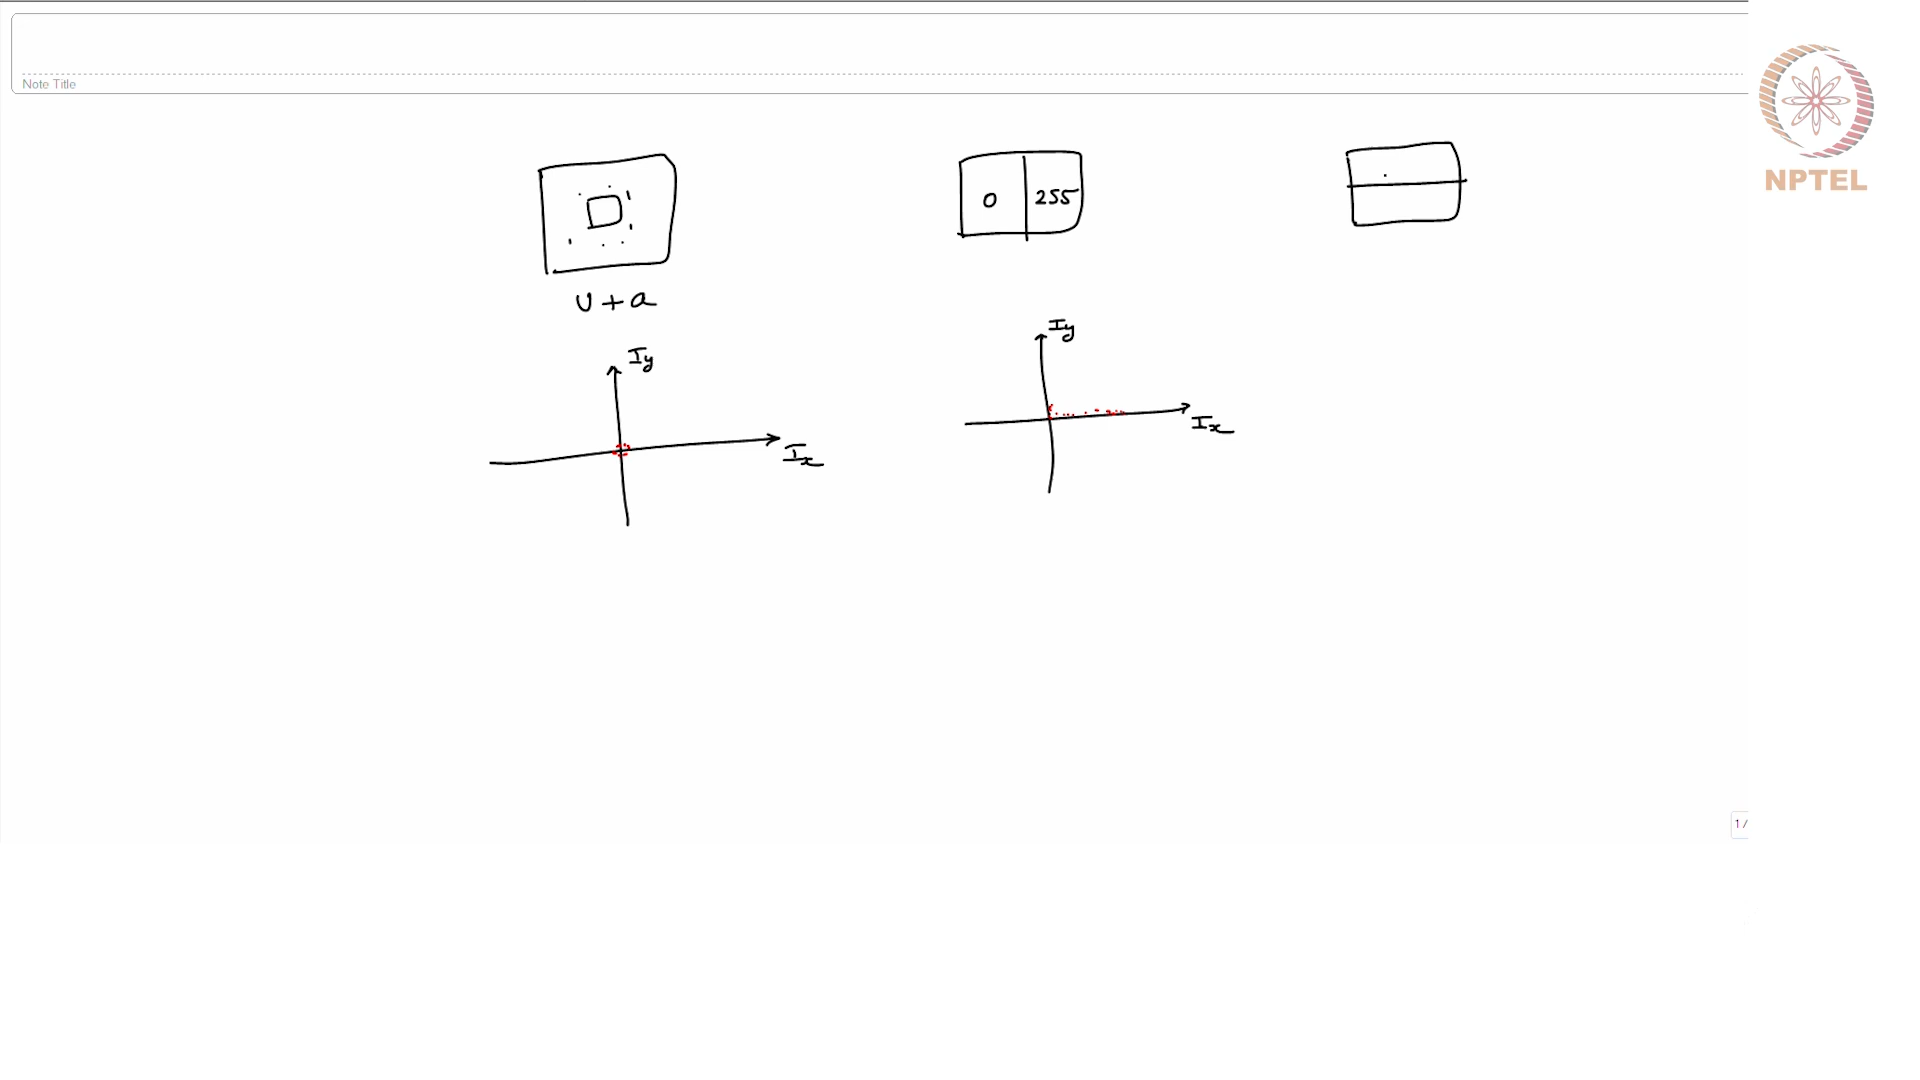 Note Title
NPTEL
0 255
U + a
Iy
Ix
Iy
Ix
1 /